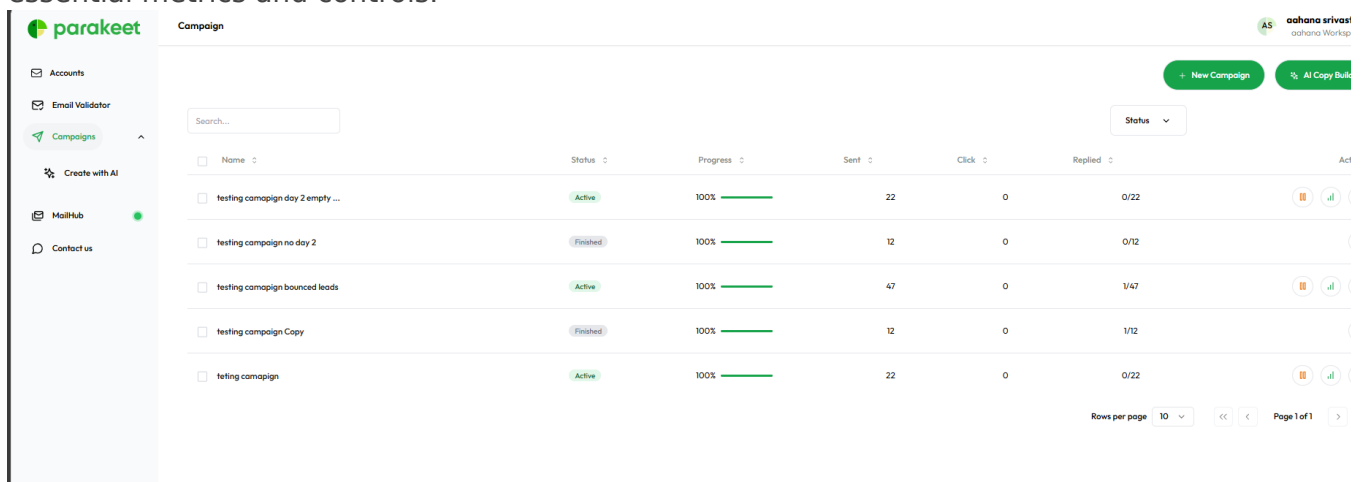 essential metrics and controls.
parakeet
Campaign
AS aahana srivast
aahana Worksp
Accounts
+ New Campaign AI Copy Build
Email Validator
Search...
Status
Campaigns
Name Status Progress Sent Click Replied Act
Create with AI
testing camapign day 2 empty ... Active 100% 22 0 0/22
MailHub
testing campaign no day 2 Finished 100% 12 0 0/12
Contact us
testing camapign bounced leads Active 100% 47 0 1/47
testing campaign Copy Finished 100% 12 0 1/12
teting camapign Active 100% 22 0 0/22
Rows per page 10 << < Page 1 of 1 >